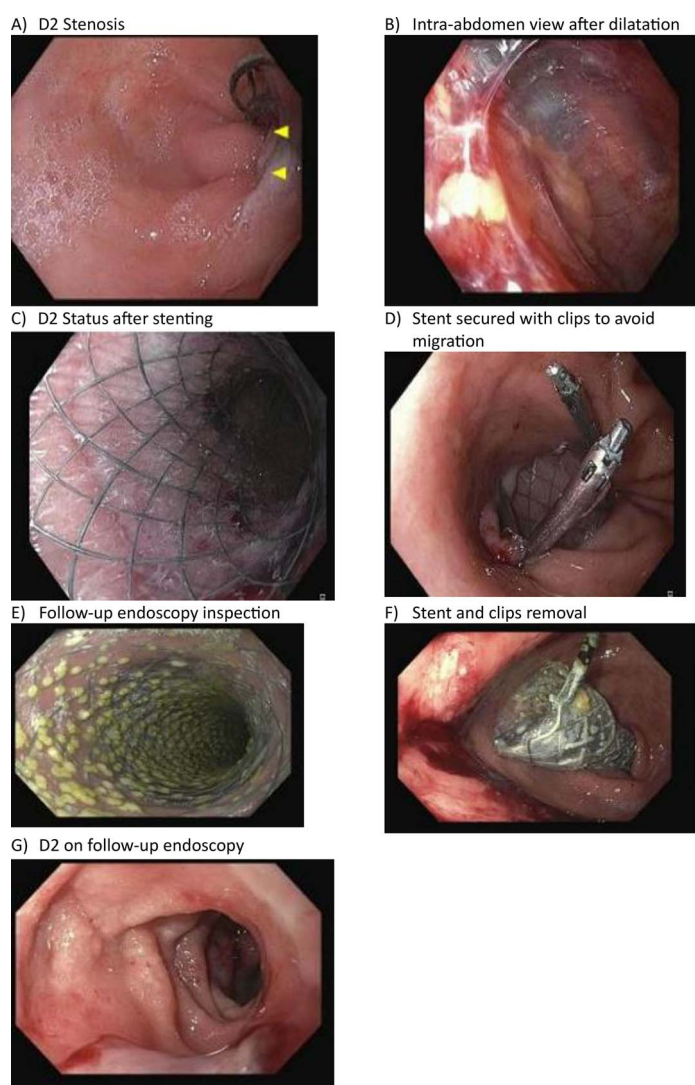 A) D2 Stenosis
B) Intra-abdomen view after dilatation
C) D2 Status after stenting
D) Stent secured with clips to avoid
migration
E) Follow-up endoscopy inspection
F) Stent and clips removal
G) D2 on follow-up endoscopy